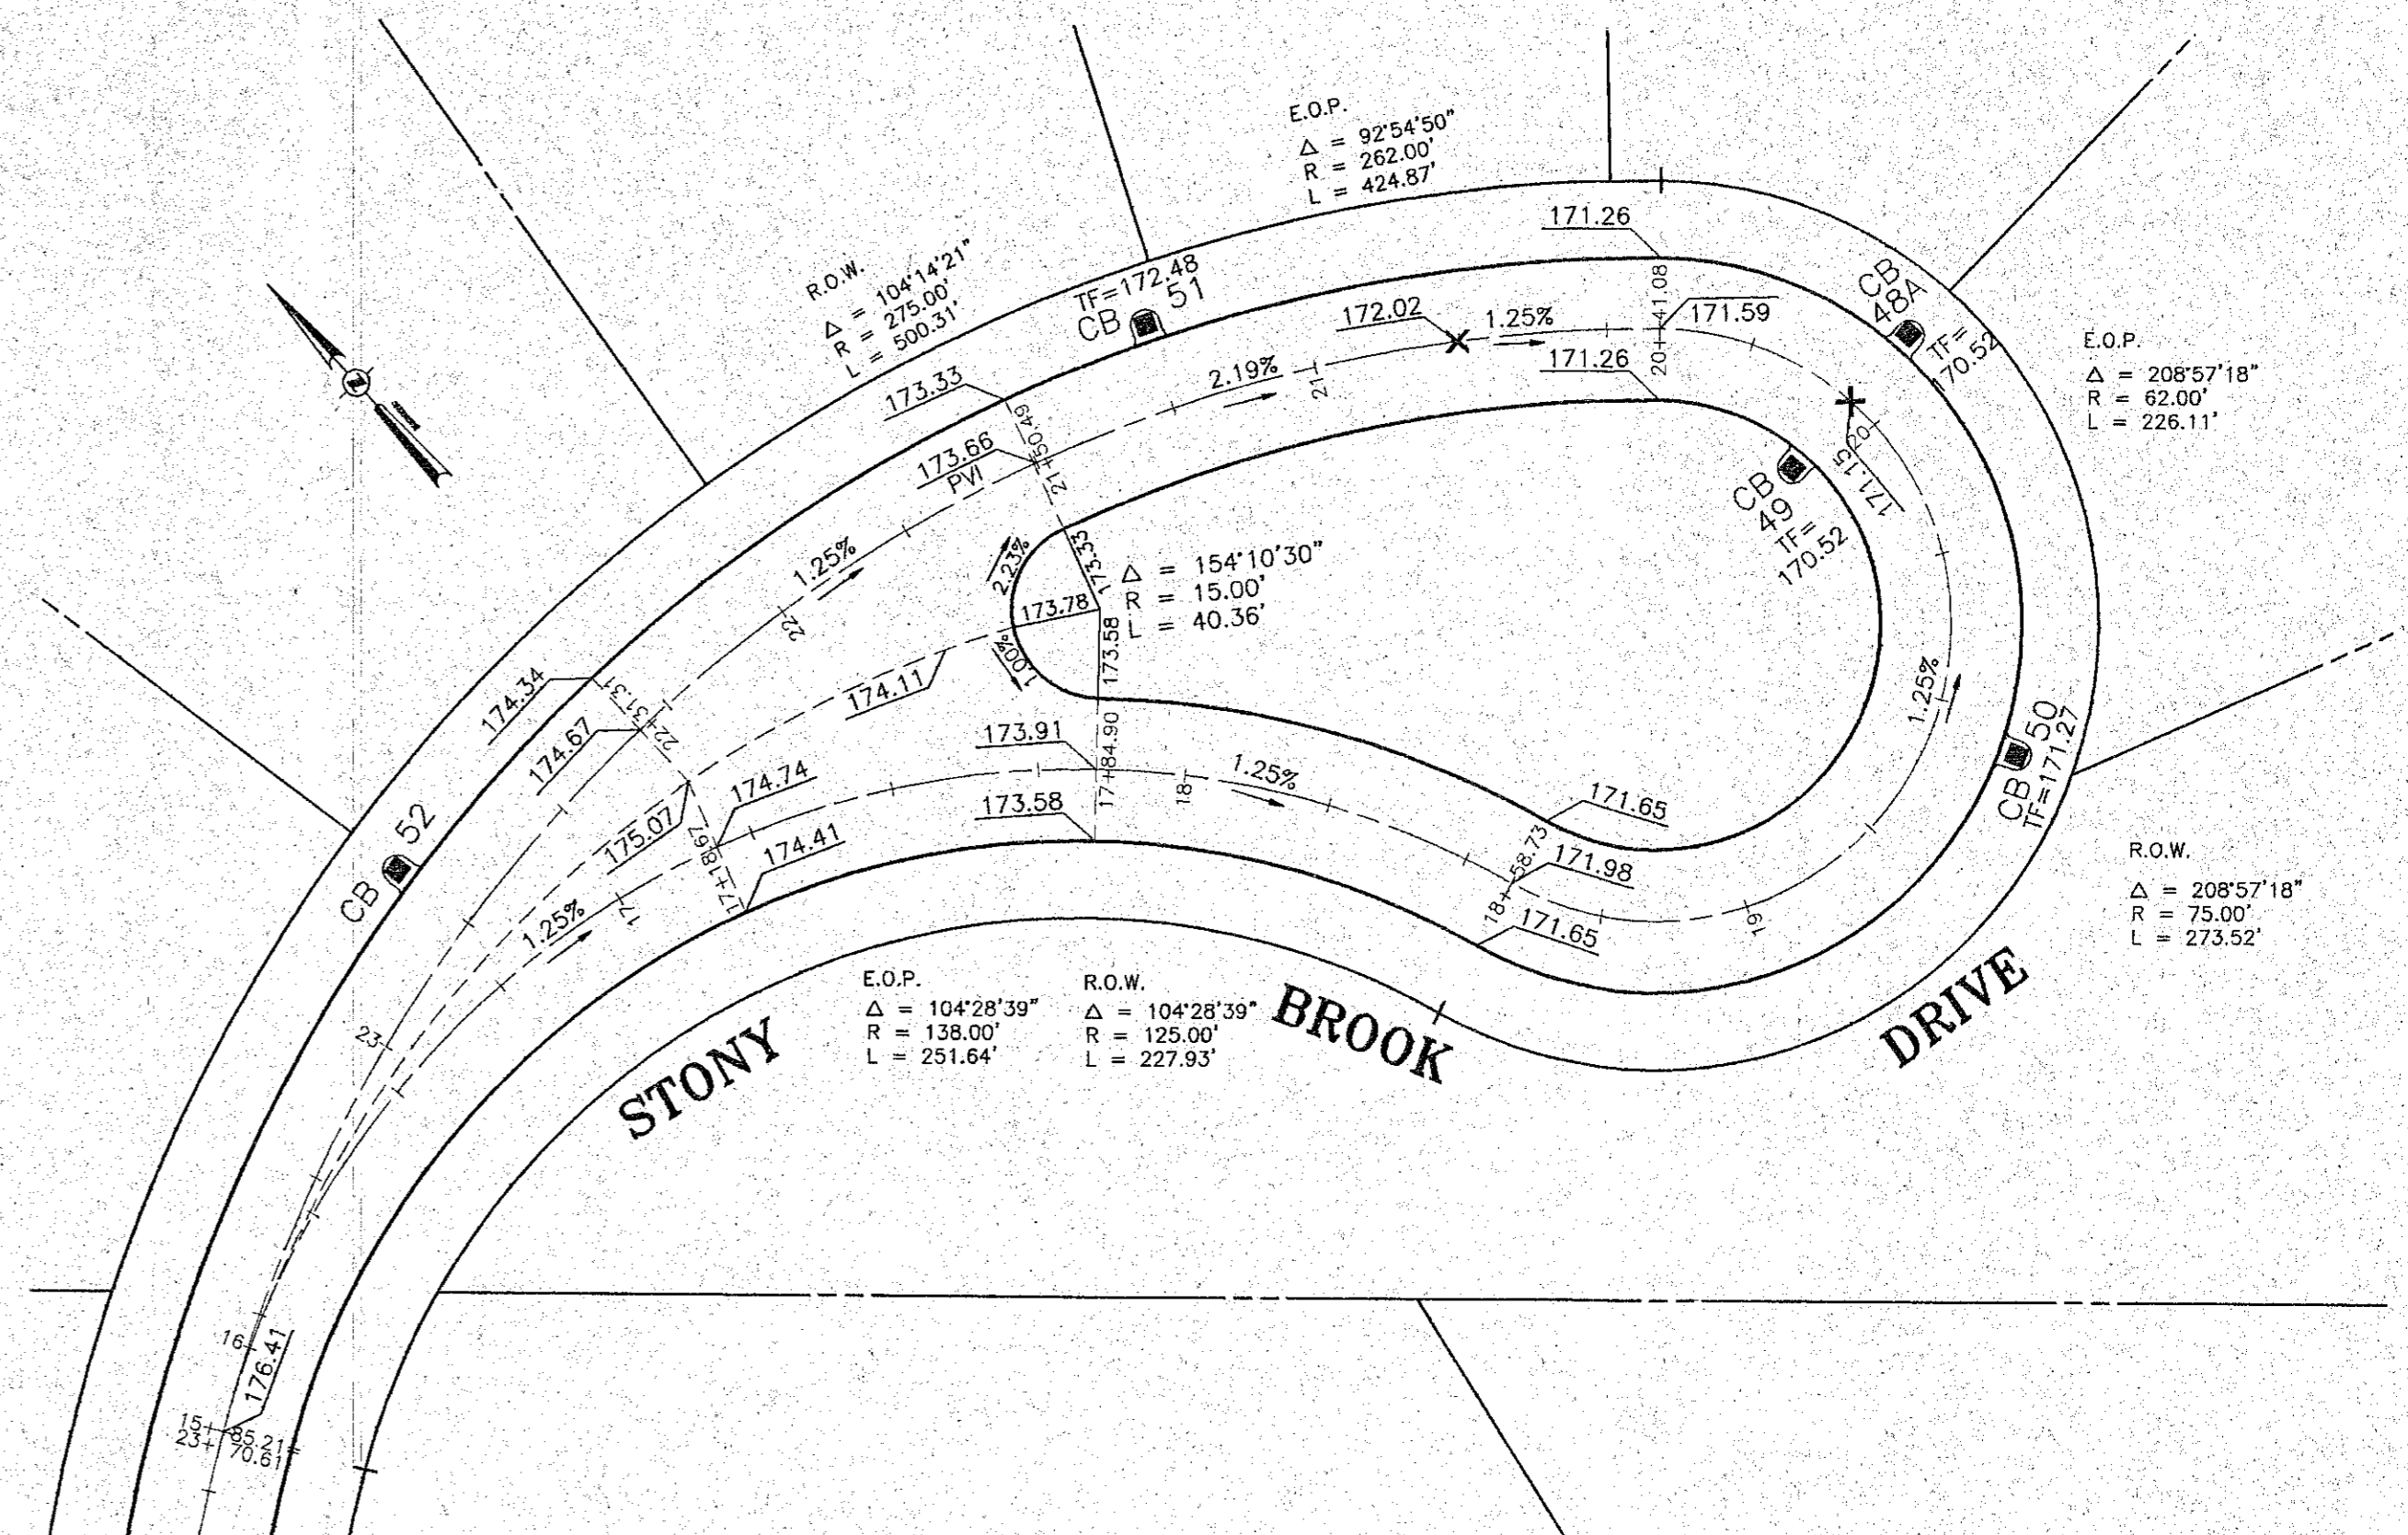 E.O.P.
Δ = 92°54'50"
R = 262.00'
L = 424.87'
R.O.W.
Δ = 104°14'21"
R = 275.00'
L = 500.31'
TF=172.48
CB 51
171.26
172.02
1.25%
20+41.08
171.59
171.26
CB
48A
TF=
170.52
E.O.P.
Δ = 208°57'18"
R = 62.00'
L = 226.11'
173.33
2.19%
21
21+50.49
173.66
PVI
20
171.15
CB
49
TF=
170.52
N
1.25%
22
2.23%
173.33
Δ = 154°10'30"
R = 15.00'
L = 40.36'
173.78
1.00%
173.58
174.11
174.34
22+31.31
174.67
173.91
17+84.90
18
1.25%
173.58
174.74
175.07
17+18.67
174.41
171.65
18+58.73
171.98
171.65
19
1.25%
CB 50
TF=171.27
CB 52
1.25%
17
R.O.W.
Δ = 208°57'18"
R = 75.00'
L = 273.52'
E.O.P.
Δ = 104°28'39"
R = 138.00'
L = 251.64'
R.O.W.
Δ = 104°28'39"
R = 125.00'
L = 227.93'
STONY BROOK DRIVE
23
16
176.41
15+85.21=
23+70.61